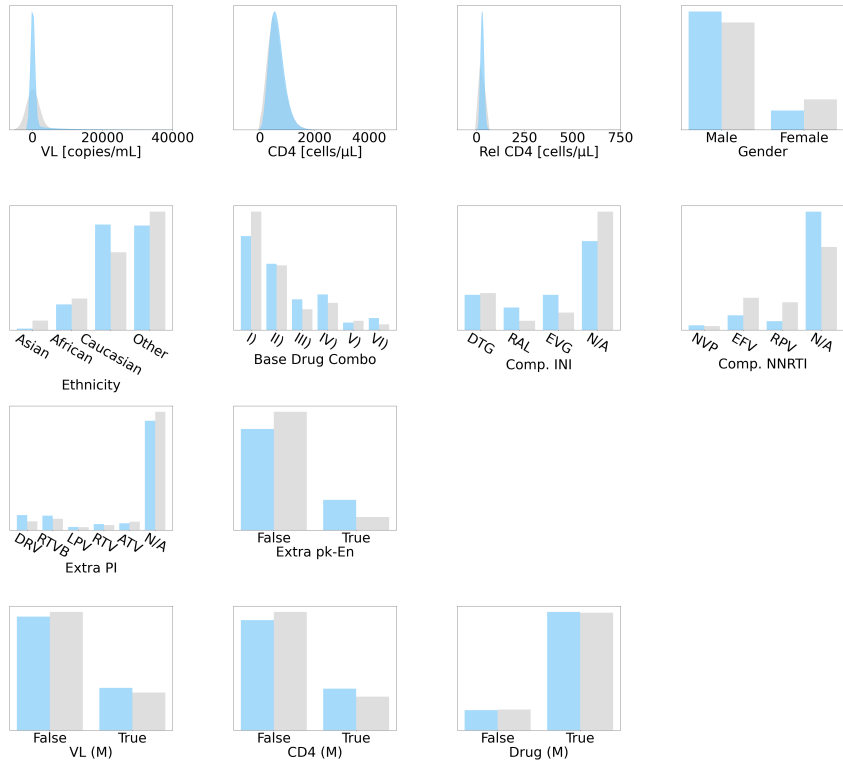 0 20000 40000
VL [copies/mL]
0 2000 4000
CD4 [cells/μL]
0 250 500 750
Rel CD4 [cells/μL]
Male Female
Gender
Asian African Caucasian Other
Ethnicity
I) II) III) IV) V) VI)
Base Drug Combo
DTG RAL EVG N/A
Comp. INI
NVP EFV RPV N/A
Comp. NNRTI
DRV RTVB LPV RTV ATV N/A
Extra PI
False True
Extra pk-En
False True
VL (M)
False True
CD4 (M)
False True
Drug (M)